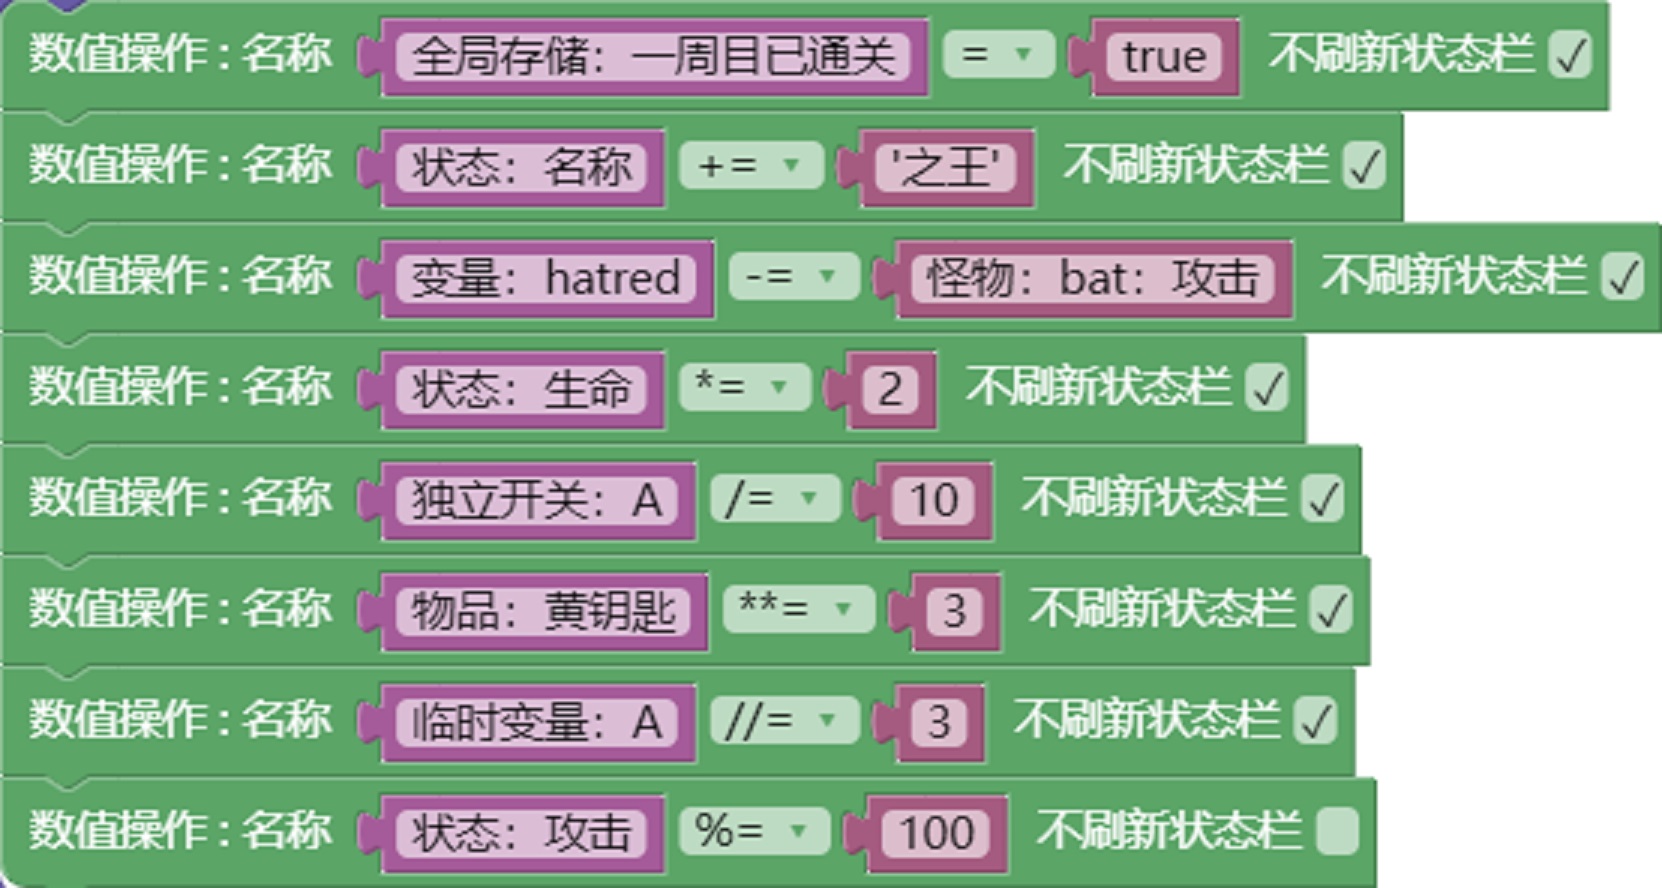 数值操作：名称 全局存储：一周目已通关 = true 不刷新状态栏 ✓
数值操作：名称 状态：名称 += '之王' 不刷新状态栏 ✓
数值操作：名称 变量：hatred -= 怪物：bat：攻击 不刷新状态栏 ✓
数值操作：名称 状态：生命 *= 2 不刷新状态栏 ✓
数值操作：名称 独立开关：A /= 10 不刷新状态栏 ✓
数值操作：名称 物品：黄钥匙 **= 3 不刷新状态栏 ✓
数值操作：名称 临时变量：A //= 3 不刷新状态栏 ✓
数值操作：名称 状态：攻击 %= 100 不刷新状态栏